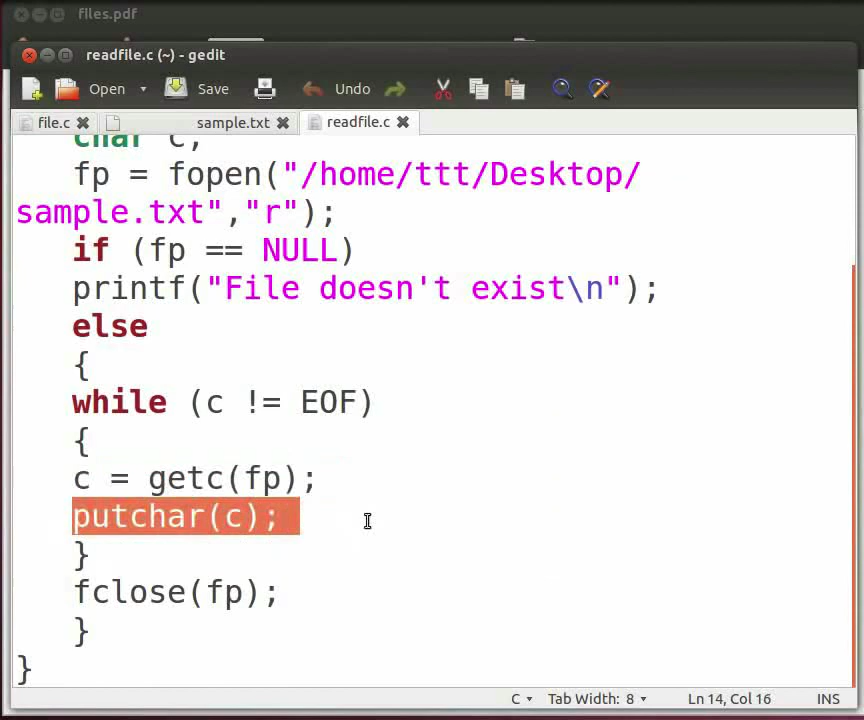 files.pdf
readfile.c (~) - gedit
Open Save Undo
file.c sample.txt readfile.c
char c;
fp = fopen("/home/ttt/Desktop/
sample.txt","r");
if (fp == NULL)
printf("File doesn't exist\n");
else
{
while (c != EOF)
{
c = getc(fp);
putchar(c);
}
fclose(fp);
}
}
C Tab Width: 8 Ln 14, Col 16 INS